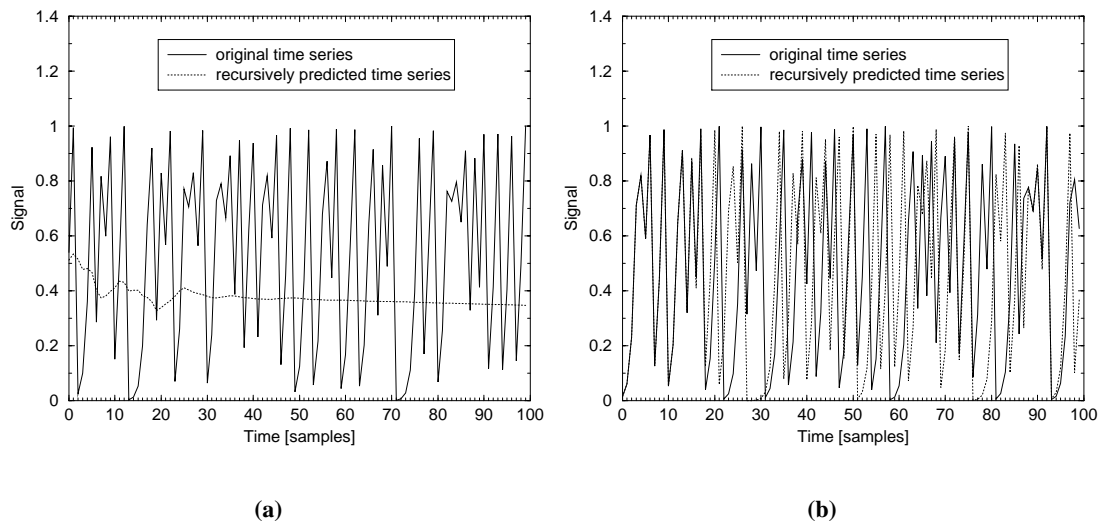 1.4
1.2
1
0.8
0.6
0.4
0.2
0
Signal
original time series
recursively predicted time series
0 10 20 30 40 50 60 70 80 90 100
Time [samples]
(a)
1.4
1.2
1
0.8
0.6
0.4
0.2
0
Signal
original time series
recursively predicted time series
0 10 20 30 40 50 60 70 80 90 100
Time [samples]
(b)